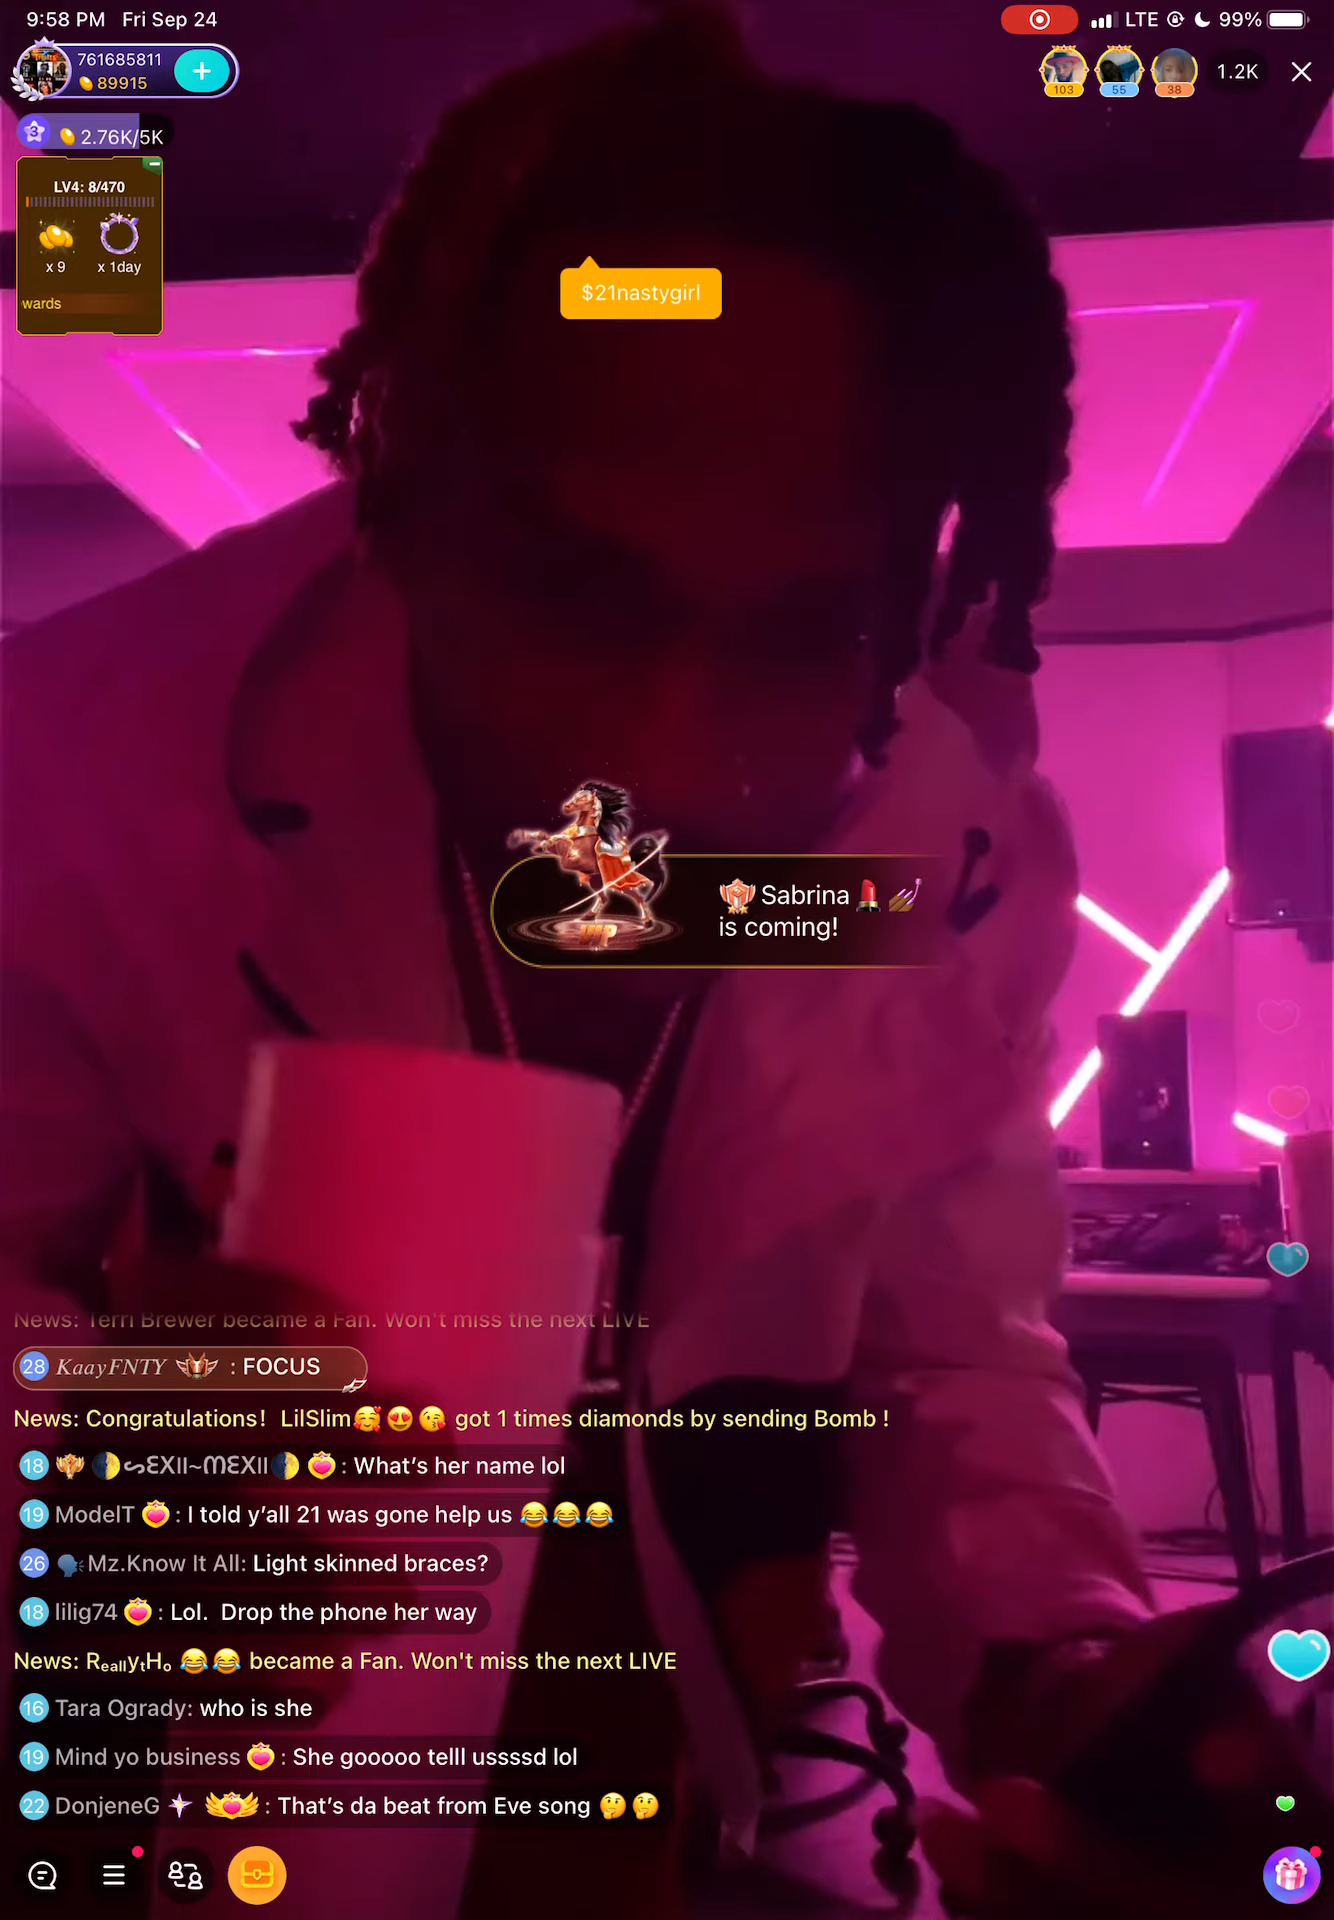 9:58 PM Fri Sep 24
LTE 99%
761685811
89915
103
55
38
1.2K
3
2.76K/5K
LV4: 8/470
x 9
x 1day
wards
$21nastygirl
Sabrina💄💅🏾
is coming!
VIP
News: Terri Brewer became a Fan. Won't miss the next LIVE
28 KaayFNTY : FOCUS
News: Congratulations! LilSlim🥰😍😘 got 1 times diamonds by sending Bomb !
18 🌓ᔕƐXII~ᗰƐXII🌓 : What's her name lol
19 ModelT : I told y'all 21 was gone help us 😂😂😂
26 🗣Mz.Know It All: Light skinned braces?
18 lilig74 : Lol. Drop the phone her way
News: RₑₐₗₗyₜHₒ 😂😂 became a Fan. Won't miss the next LIVE
16 Tara Ogrady: who is she
19 Mind yo business : She gooooo telll ussssd lol
22 DonjeneG : That's da beat from Eve song 🤔🤔